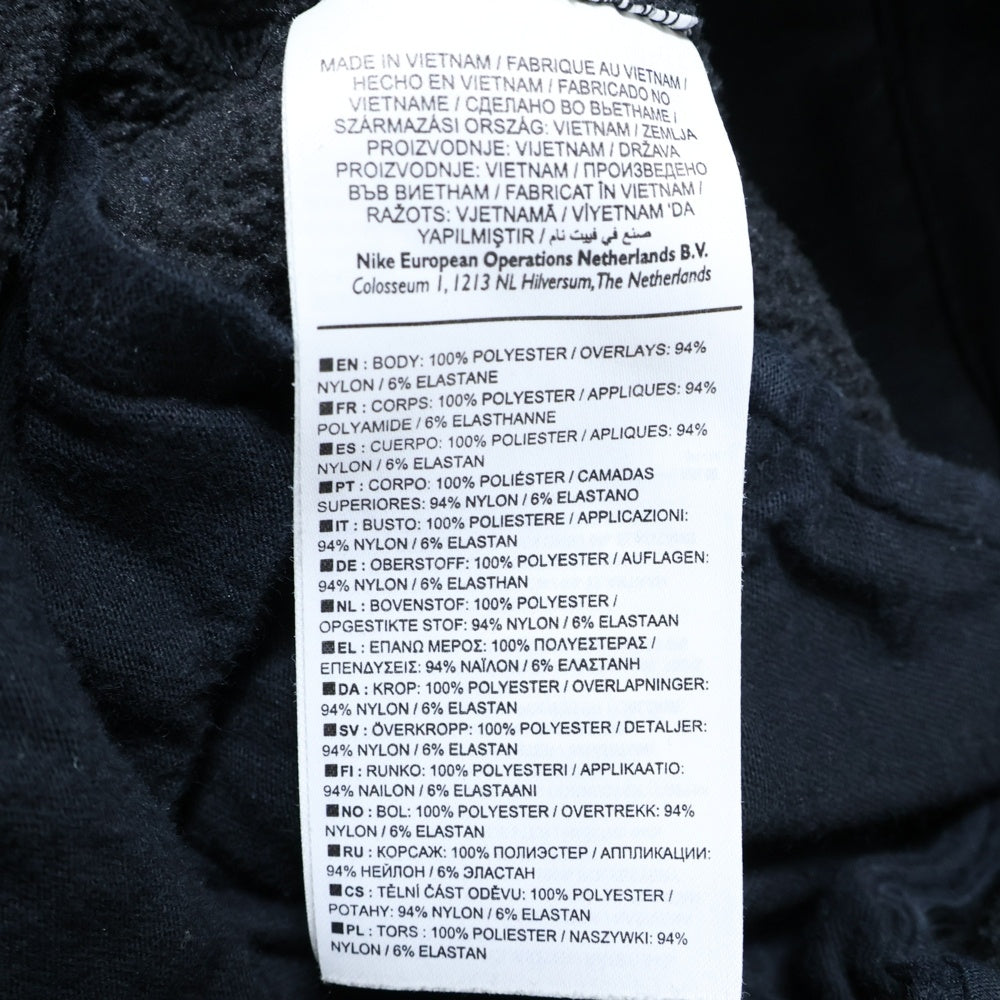 MADE IN VIETNAM / FABRIQUE AU VIETNAM /
HECHO EN VIETNAM / FABRICADO NO
VIETNAME / СДЕЛАНО ВО ВЬЕТНАМЕ /
SZÁRMAZÁSI ORSZÁG: VIETNAM / ZEMLJA
PROIZVODNJE: VIJETNAM / DRŽAVA
PROIZVODNJE: VIETNAM / ПРОИЗВЕДЕНО
ВЪВ ВИЕТНАМ / FABRICAT ÎN VIETNAM /
RAŽOTS: VJETNAMĀ / VİYETNAM 'DA
YAPILMIŞTIR / صنع في فييت نام
Nike European Operations Netherlands B.V.
Colosseum 1, 1213 NL Hilversum, The Netherlands
EN : BODY: 100% POLYESTER / OVERLAYS: 94%
NYLON / 6% ELASTANE
FR : CORPS: 100% POLYESTER / APPLIQUES: 94%
POLYAMIDE / 6% ELASTHANNE
ES : CUERPO: 100% POLIESTER / APLIQUES: 94%
NYLON / 6% ELASTAN
PT : CORPO: 100% POLIÉSTER / CAMADAS
SUPERIORES: 94% NYLON / 6% ELASTANO
IT : BUSTO: 100% POLIESTERE / APPLICAZIONI:
94% NYLON / 6% ELASTAN
DE : OBERSTOFF: 100% POLYESTER / AUFLAGEN:
94% NYLON / 6% ELASTHAN
NL : BOVENSTOF: 100% POLYESTER /
OPGESTIKTE STOF: 94% NYLON / 6% ELASTAAN
EL : ΕΠΑΝΩ ΜΕΡΟΣ: 100% ΠΟΛΥΕΣΤΕΡΑΣ /
ΕΠΕΝΔΥΣΕΙΣ: 94% ΝΑΪΛΟΝ / 6% ΕΛΑΣΤΑΝΗ
DA : KROP: 100% POLYESTER / OVERLAPNINGER:
94% NYLON / 6% ELASTAN
SV : ÖVERKROPP: 100% POLYESTER / DETALJER:
94% NYLON / 6% ELASTAN
FI : RUNKO: 100% POLYESTERI / APPLIKAATIO:
94% NAILON / 6% ELASTAANI
NO : BOL: 100% POLYESTER / OVERTREKK: 94%
NYLON / 6% ELASTAN
RU : КОРСАЖ: 100% ПОЛИЭСТЕР / АППЛИКАЦИИ:
94% НЕЙЛОН / 6% ЭЛАСТАН
CS : TĚLNÍ ČÁST ODĚVU: 100% POLYESTER /
POTAHY: 94% NYLON / 6% ELASTAN
PL : TORS : 100% POLIESTER / NASZYWKI: 94%
NYLON / 6% ELASTAN